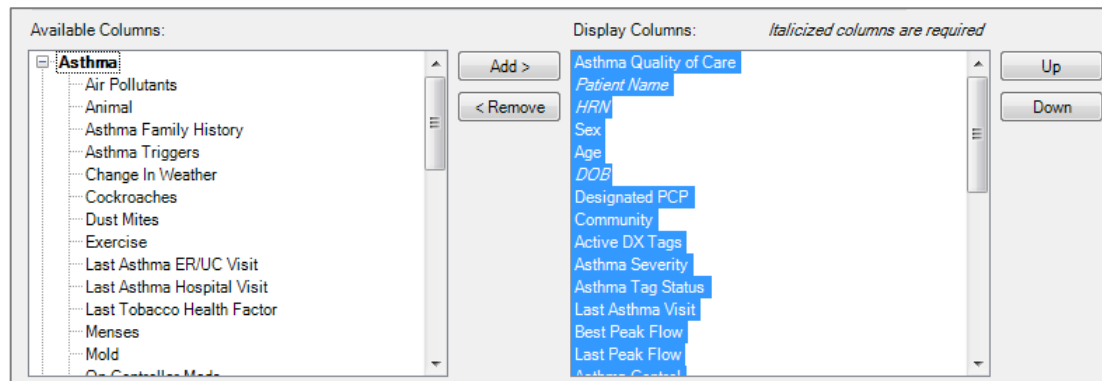 Available Columns:
Asthma
Air Pollutants
Animal
Asthma Family History
Asthma Triggers
Change In Weather
Cockroaches
Dust Mites
Exercise
Last Asthma ER/UC Visit
Last Asthma Hospital Visit
Last Tobacco Health Factor
Menses
Mold
Add >
< Remove
Display Columns:
Italicized columns are required
Asthma Quality of Care
Patient Name
HRN
Sex
Age
DOB
Designated PCP
Community
Active DX Tags
Asthma Severity
Asthma Tag Status
Last Asthma Visit
Best Peak Flow
Last Peak Flow
Asthma Control
Up
Down